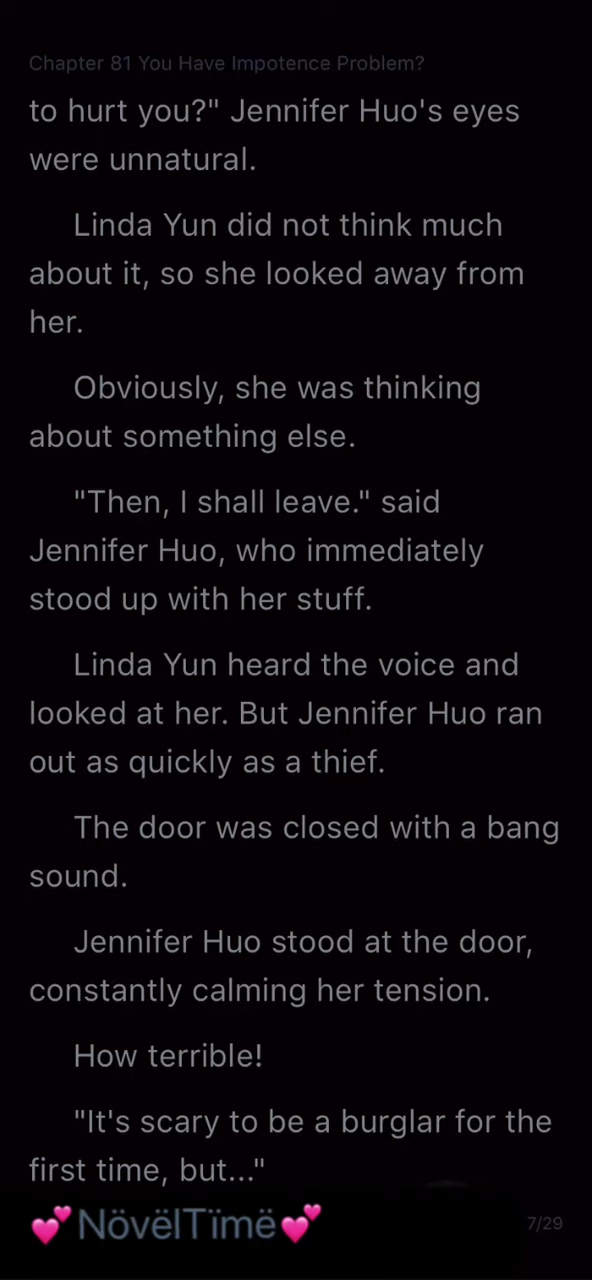 Chapter 81 You Have Impotence Problem?
to hurt you?" Jennifer Huo's eyes
were unnatural.
Linda Yun did not think much
about it, so she looked away from
her.
Obviously, she was thinking
about something else.
"Then, I shall leave." said
Jennifer Huo, who immediately
stood up with her stuff.
Linda Yun heard the voice and
looked at her. But Jennifer Huo ran
out as quickly as a thief.
The door was closed with a bang
sound.
Jennifer Huo stood at the door,
constantly calming her tension.
How terrible!
"It's scary to be a burglar for the
first time, but..."
💕NövëlTïmë💕
7/29